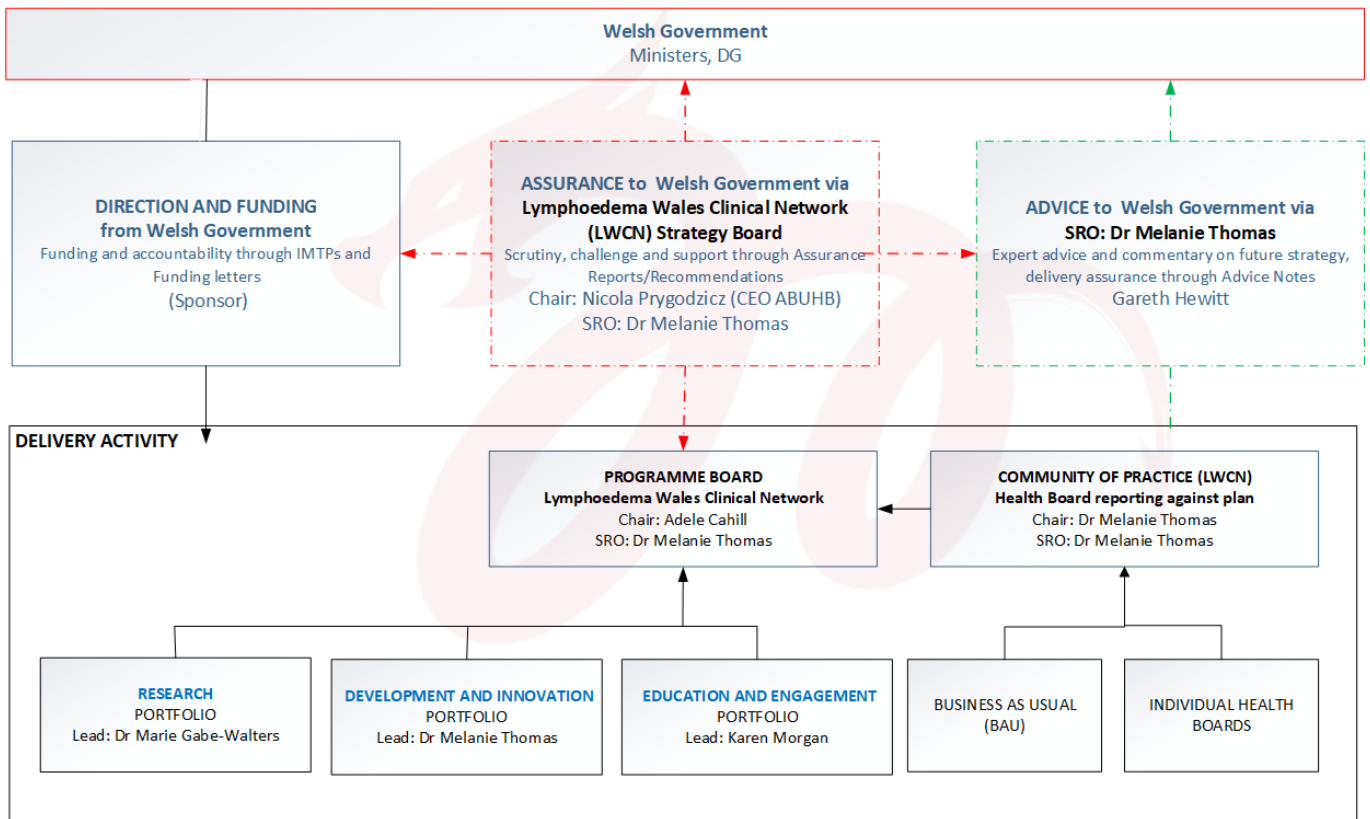 Welsh Government
Ministers, DG
DIRECTION AND FUNDING
from Welsh Government
Funding and accountability through IMTPs and
Funding letters
(Sponsor)
ASSURANCE to Welsh Government via
Lymphoedema Wales Clinical Network
(LWCN) Strategy Board
Scrutiny, challenge and support through Assurance
Reports/Recommendations
Chair: Nicola Prygodzicz (CEO ABUHB)
SRO: Dr Melanie Thomas
ADVICE to Welsh Government via
SRO: Dr Melanie Thomas
Expert advice and commentary on future strategy,
delivery assurance through Advice Notes
Gareth Hewitt
DELIVERY ACTIVITY
PROGRAMME BOARD
Lymphoedema Wales Clinical Network
Chair: Adele Cahill
SRO: Dr Melanie Thomas
COMMUNITY OF PRACTICE (LWCN)
Health Board reporting against plan
Chair: Dr Melanie Thomas
SRO: Dr Melanie Thomas
RESEARCH
PORTFOLIO
Lead: Dr Marie Gabe-Walters
DEVELOPMENT AND INNOVATION
PORTFOLIO
Lead: Dr Melanie Thomas
EDUCATION AND ENGAGEMENT
PORTFOLIO
Lead: Karen Morgan
BUSINESS AS USUAL
(BAU)
INDIVIDUAL HEALTH
BOARDS